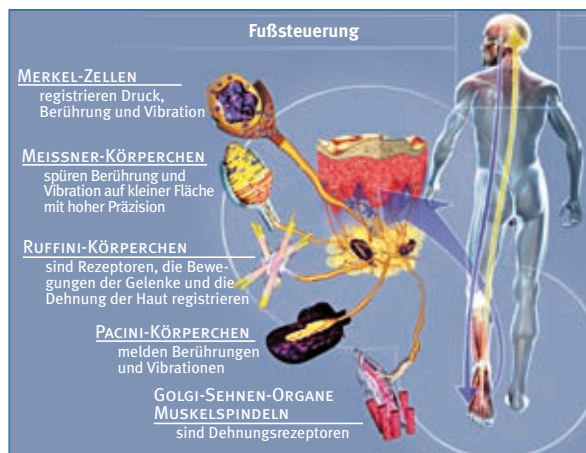 Fußsteuerung
MERKEL-ZELLEN
registrieren Druck,
Berührung und Vibration
MEISSNER-KÖRPERCHEN
spüren Berührung und
Vibration auf kleiner Fläche
mit hoher Präzision
RUFFINI-KÖRPERCHEN
sind Rezeptoren, die Bewe-
gungen der Gelenke und die
Dehnung der Haut registrieren
PACINI-KÖRPERCHEN
melden Berührungen
und Vibrationen
GOLGI-SEHNEN-ORGANE
MUSKELSPINDELN
sind Dehnungsrezeptoren